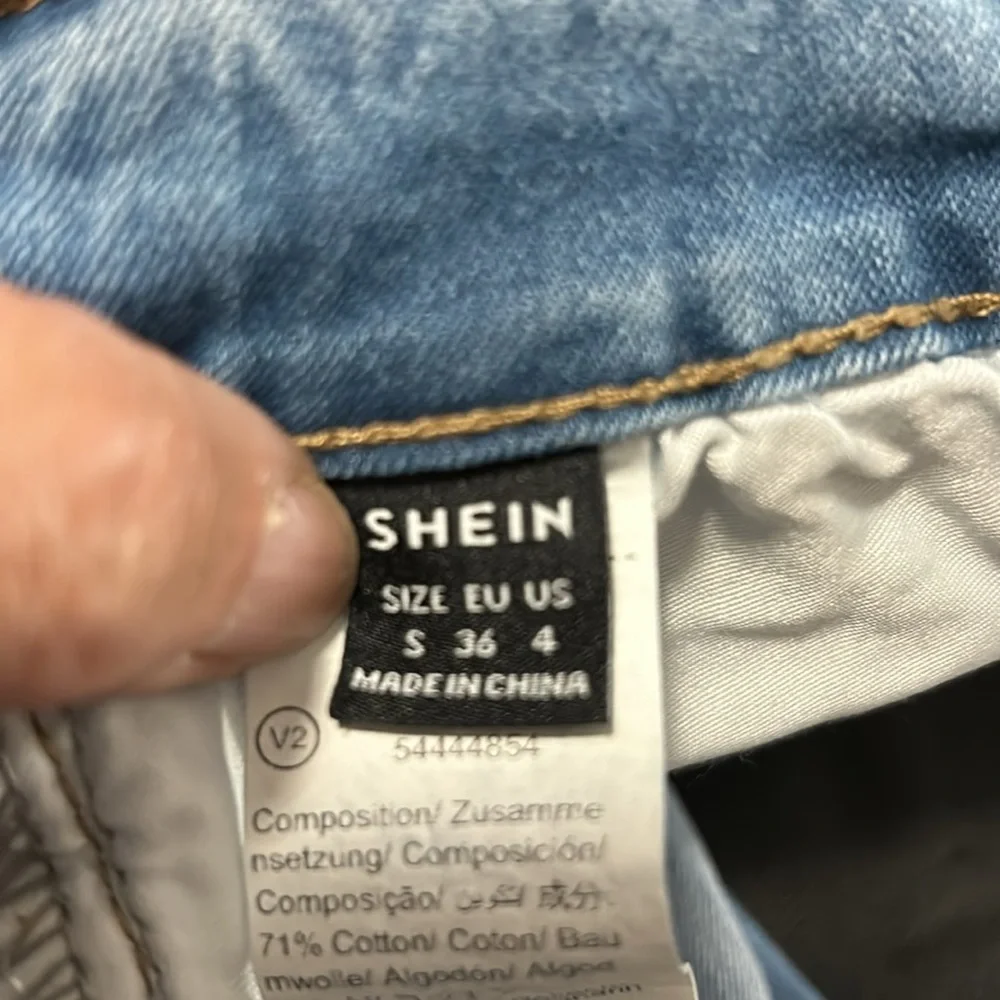 SHEIN
SIZE EU US
S 36 4
MADE IN CHINA
V2
54444854
Composition/ Zusamme
nsetzung/ Composición/
Composição/ تكوين/ 成分:
71% Cotton/ Coton/ Bau
mwolle/ Algodón/ Algod